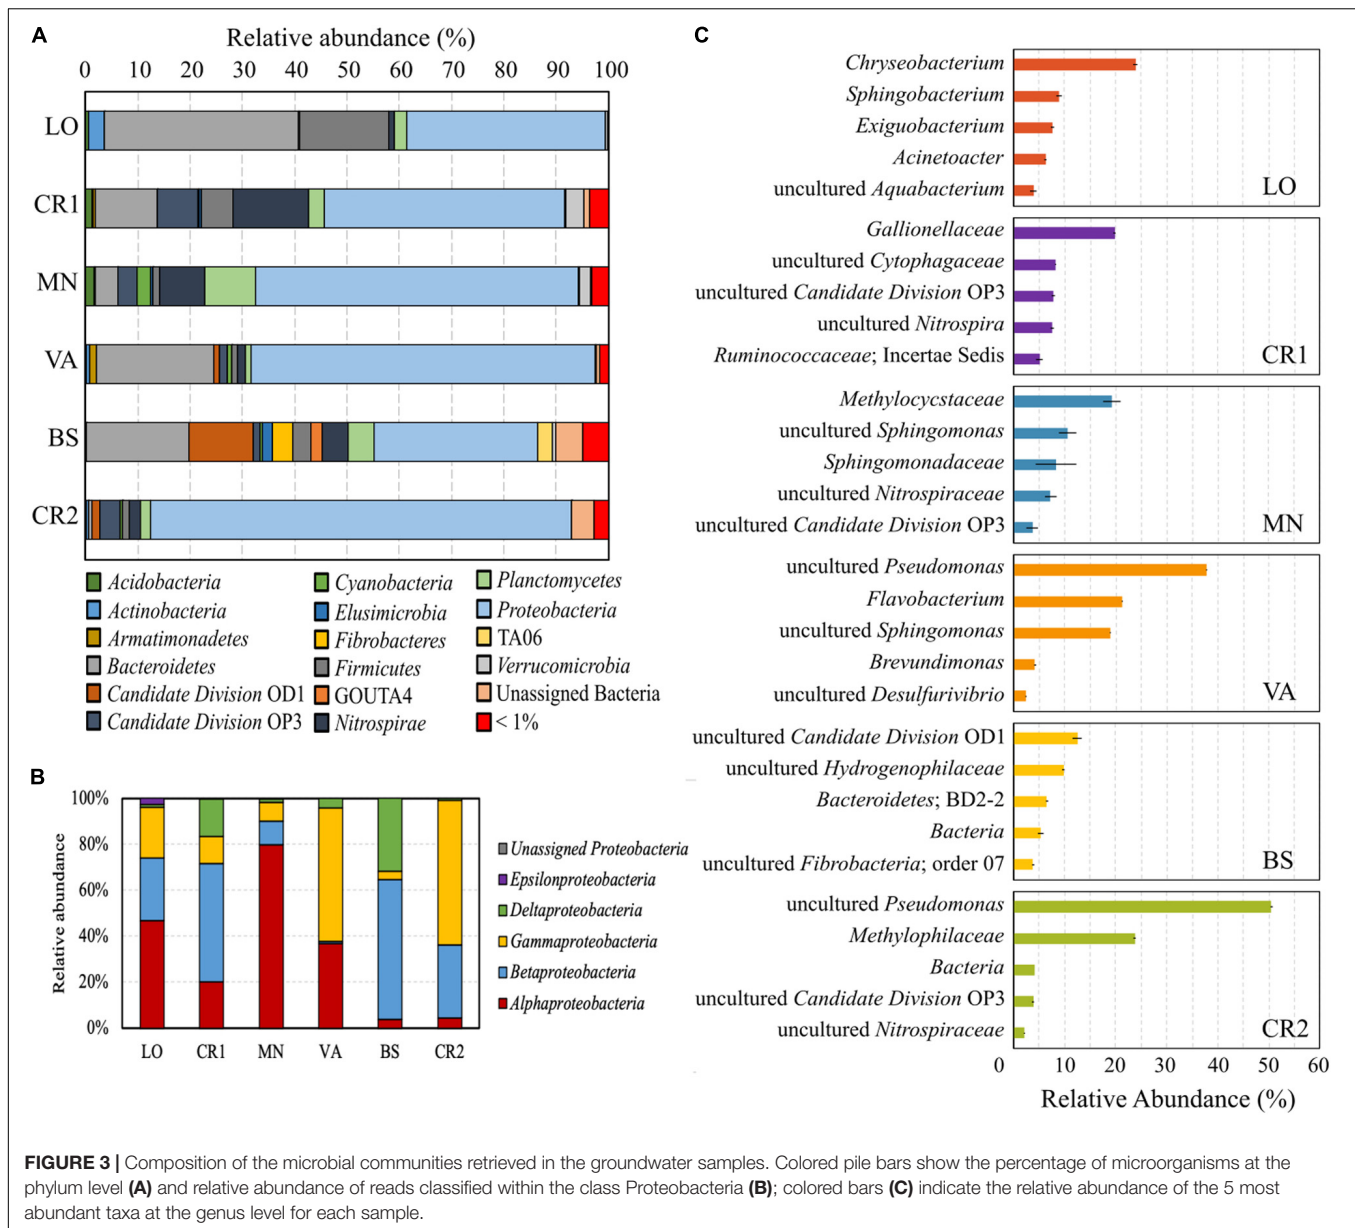 A
Relative abundance (%)
0 10 20 30 40 50 60 70 80 90 100
LO
CR1
MN
VA
BS
CR2
Acidobacteria
Actinobacteria
Armatimonadetes
Bacteroidetes
Candidate Division OD1
Candidate Division OP3
Cyanobacteria
Elusimicrobia
Fibrobacteres
Firmicutes
GOUTA4
Nitrospirae
Planctomycetes
Proteobacteria
TA06
Verrucomicrobia
Unassigned Bacteria
< 1%
B
Relative abundance
100%
80%
60%
40%
20%
0%
LO CR1 MN VA BS CR2
Unassigned Proteobacteria
Epsilonproteobacteria
Deltaproteobacteria
Gammaproteobacteria
Betaproteobacteria
Alphaproteobacteria
C
Chryseobacterium
Sphingobacterium
Exiguobacterium
Acinetoacter
uncultured Aquabacterium
LO
Gallionellaceae
uncultured Cytophagaceae
uncultured Candidate Division OP3
uncultured Nitrospira
Ruminococcaceae; Incertae Sedis
CR1
Methylocycstaceae
uncultured Sphingomonas
Sphingomonadaceae
uncultured Nitrospiraceae
uncultured Candidate Division OP3
MN
uncultured Pseudomonas
Flavobacterium
uncultured Sphingomonas
Brevundimonas
uncultured Desulfurivibrio
VA
uncultured Candidate Division OD1
uncultured Hydrogenophilaceae
Bacteroidetes; BD2-2
Bacteria
uncultured Fibrobacteria; order 07
BS
uncultured Pseudomonas
Methylophilaceae
Bacteria
uncultured Candidate Division OP3
uncultured Nitrospiraceae
CR2
0 10 20 30 40 50 60
Relative Abundance (%)
FIGURE 3 | Composition of the microbial communities retrieved in the groundwater samples. Colored pile bars show the percentage of microorganisms at the
phylum level (A) and relative abundance of reads classified within the class Proteobacteria (B); colored bars (C) indicate the relative abundance of the 5 most
abundant taxa at the genus level for each sample.